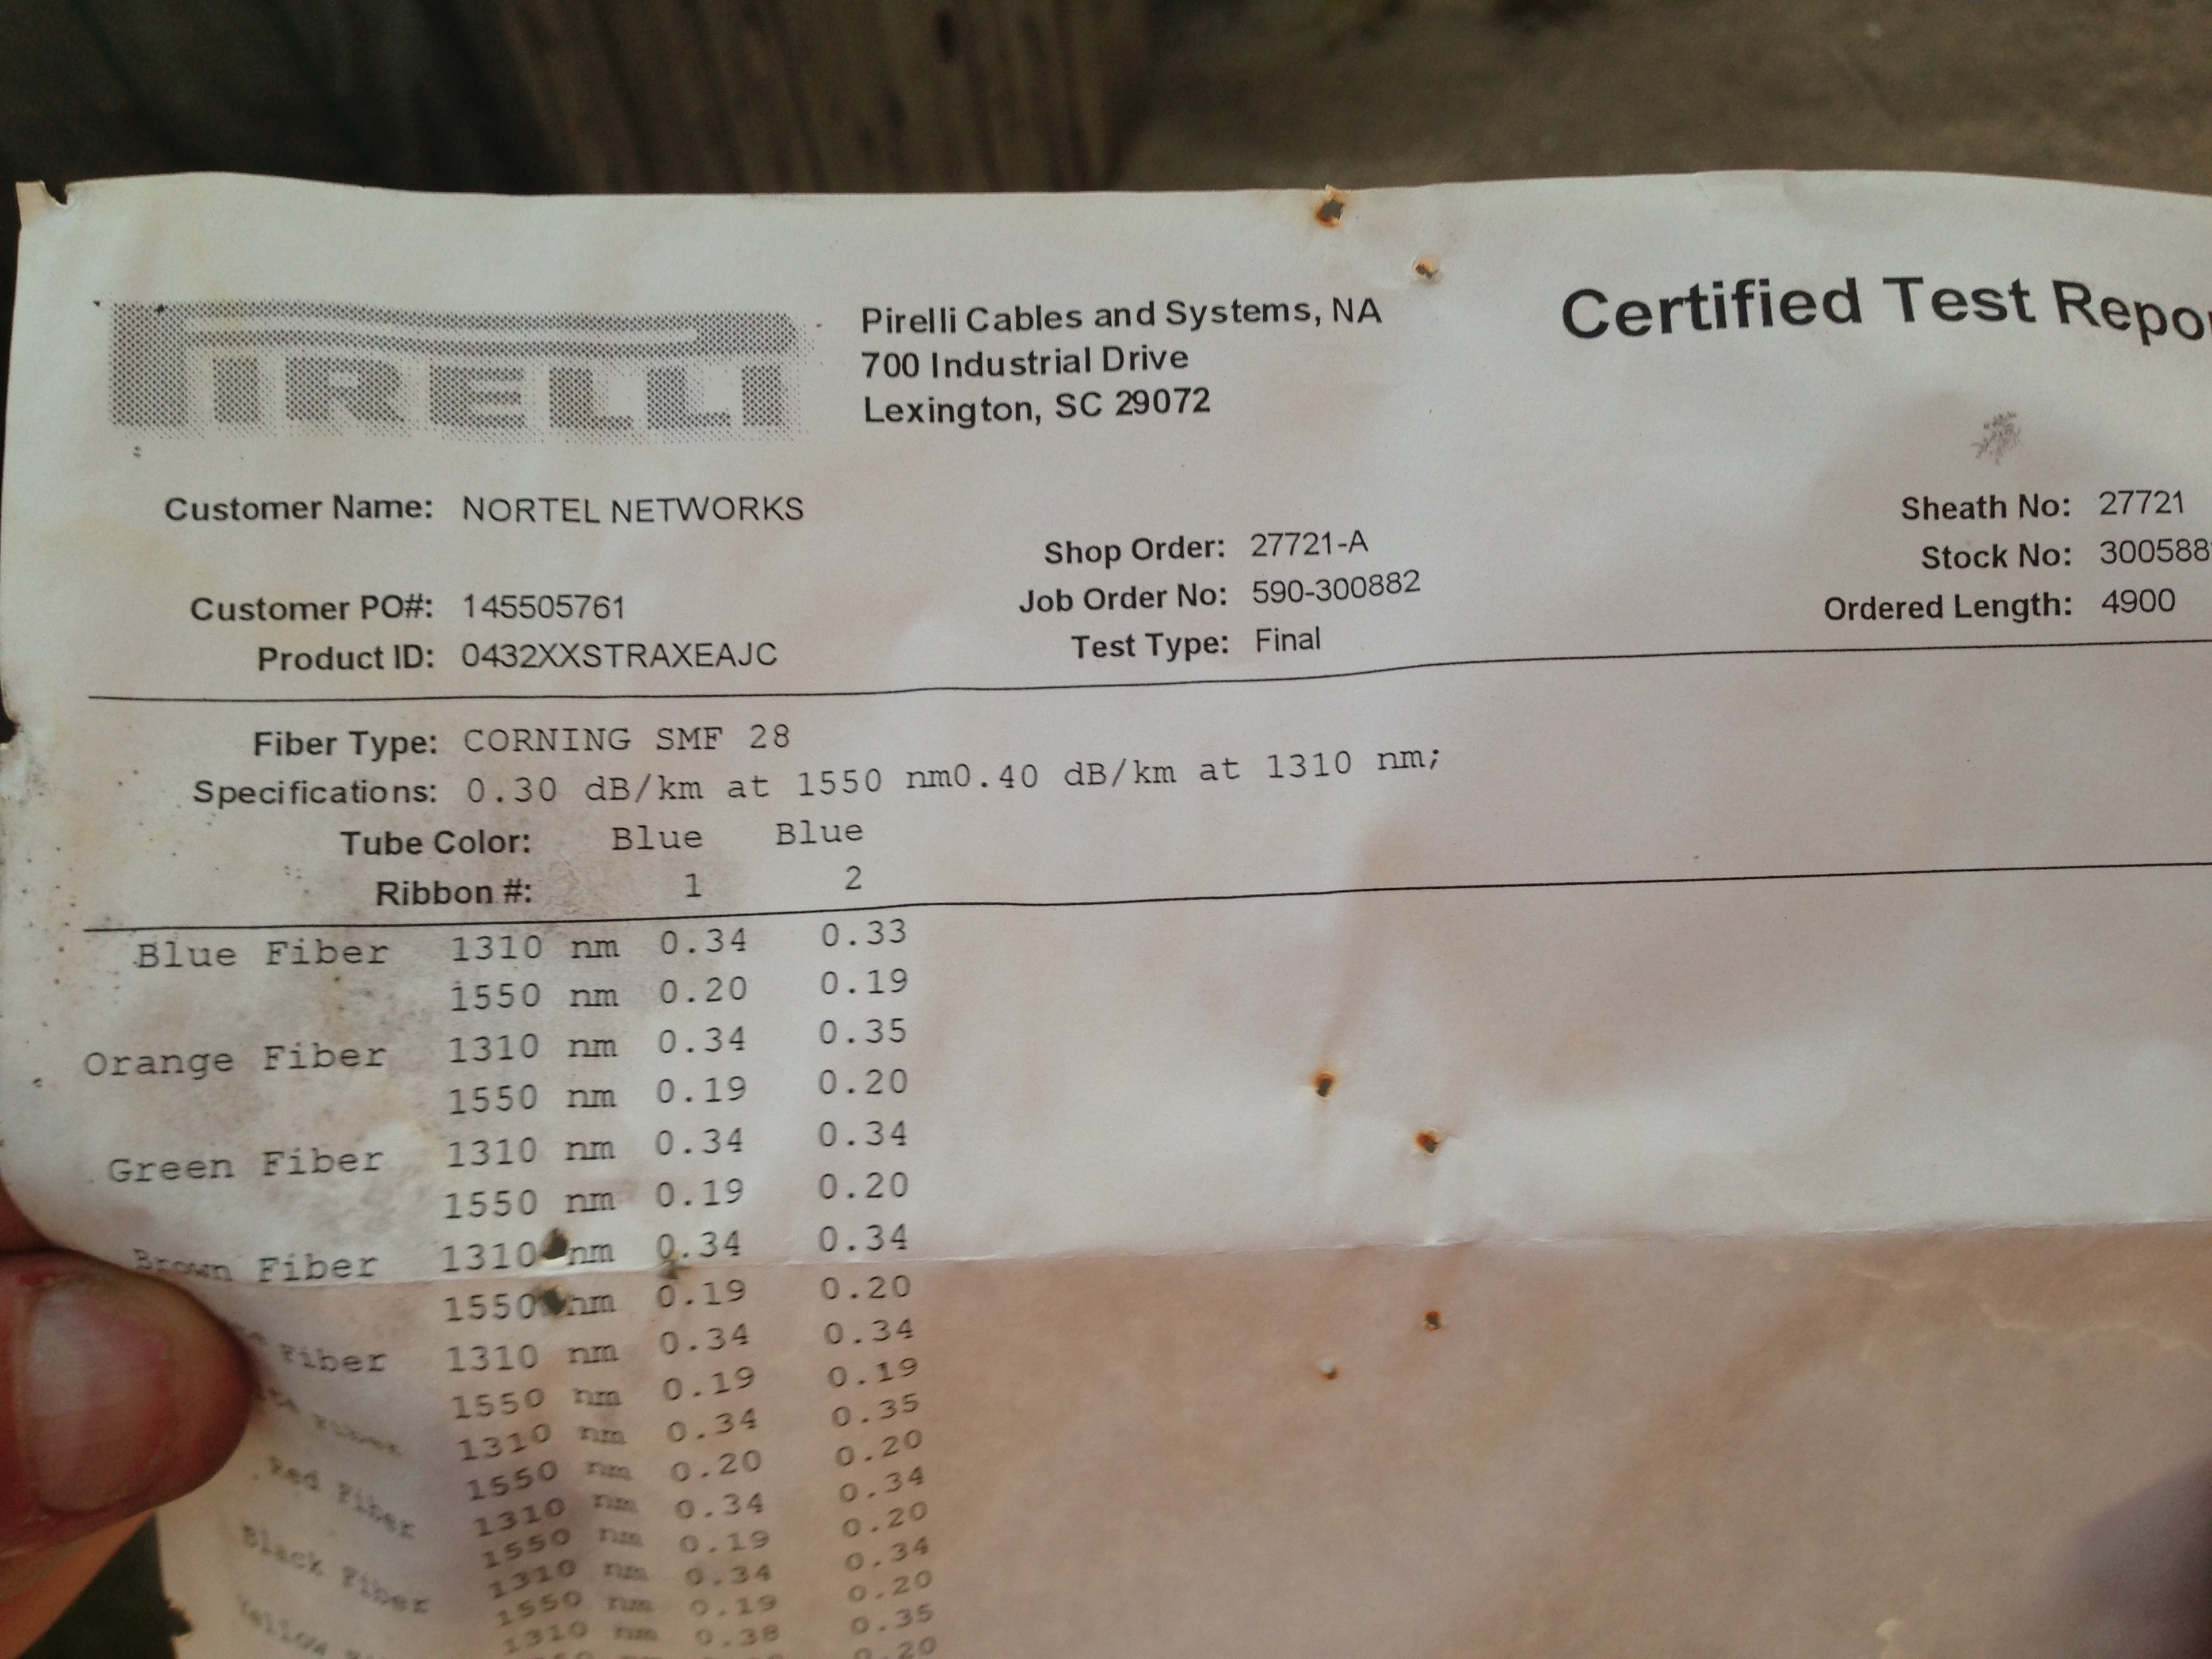 PIRELLI
Pirelli Cables and Systems, NA
700 Industrial Drive
Lexington, SC 29072
Certified Test
Customer Name: NORTEL NETWORKS
Customer PO#: 145505761
Product ID: 0432XXSTRAXEAJC
Shop Order: 27721-A
Job Order No: 590-300882
Test Type: Final
Sheath No: 27721
Stock No: 300588
Ordered Length: 4900
Fiber Type: CORNING SMF 28
Specifications: 0.30 dB/km at 1550 nm0.40 dB/km at 1310 nm;
Tube Color: Blue Blue
Ribbon #: 1 2
Blue Fiber 1310 nm 0.34 0.33
1550 nm 0.20 0.19
Orange Fiber 1310 nm 0.34 0.35
1550 nm 0.19 0.20
Green Fiber 1310 nm 0.34 0.34
1550 nm 0.19 0.20
Brown Fiber 1310 nm 0.34 0.34
1550 nm 0.19 0.20
Fiber 1310 nm 0.34 0.34
1550 nm 0.19 0.19
Fiber 1310 nm 0.34 0.35
1550 nm 0.20 0.20
Red Fiber 1310 nm 0.34 0.34
1550 nm 0.19 0.20
Black Fiber 1310 nm 0.34 0.34
1550 nm 0.19 0.20
Yellow 1310 nm 0.38 0.35
0.20